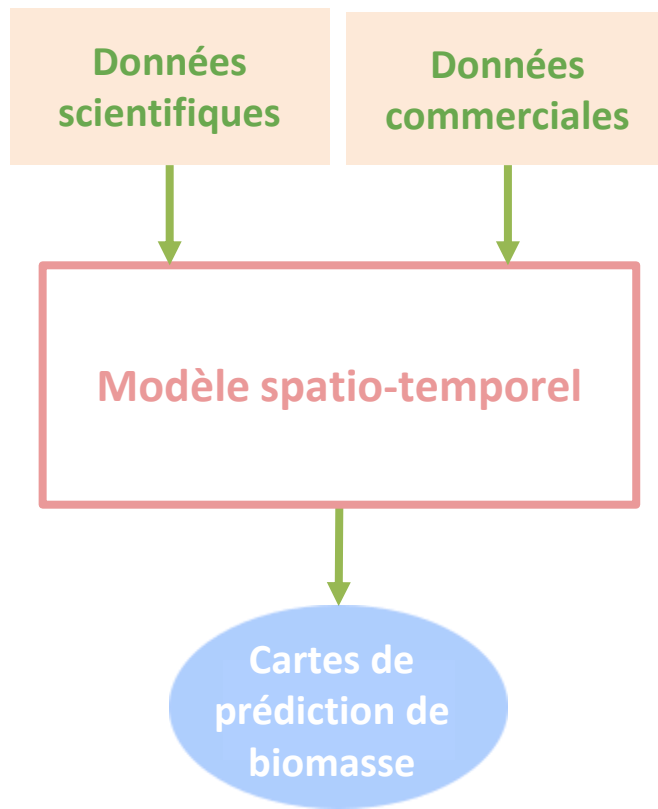 Données
scientifiques
Données
commerciales
Modèle spatio-temporel
Cartes de
prédiction de
biomasse